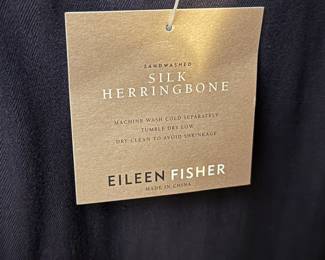 SANDWASHED
SILK
HERRINGBONE
MACHINE WASH COLD SEPARATELY
TUMBLE DRY LOW
DRY CLEAN TO AVOID SHRINKAGE
EILEEN FISHER
MADE IN CHINA